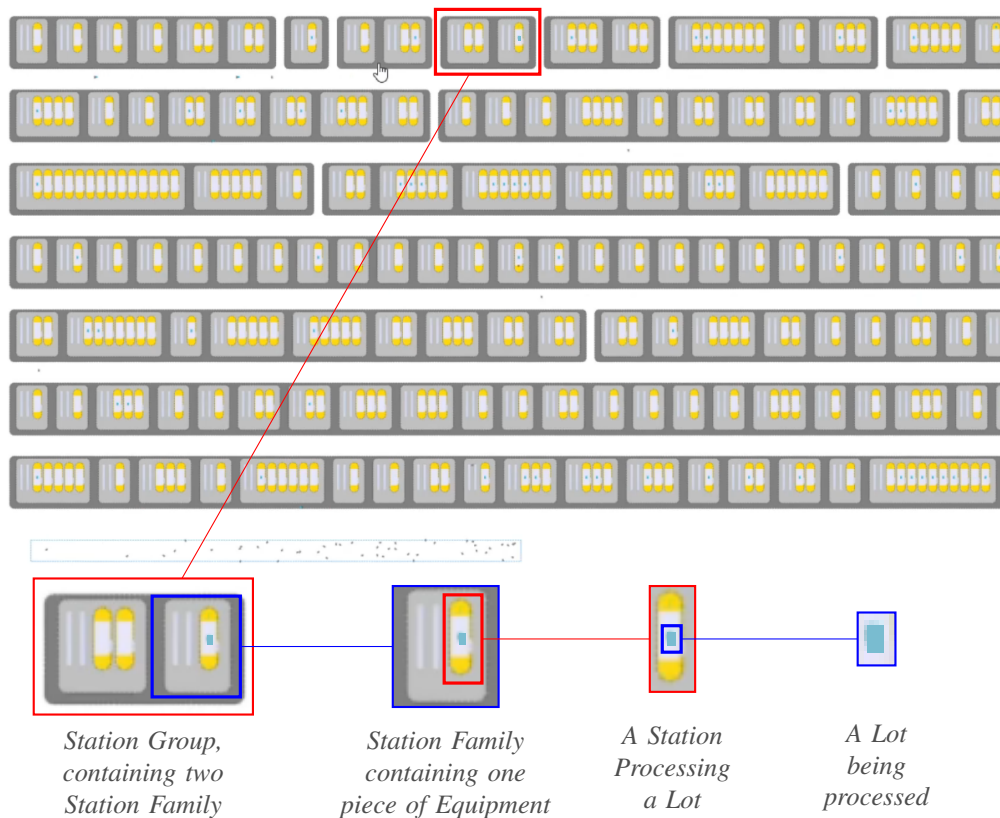 Station Group,
containing two
Station Family
Station Family
containing one
piece of Equipment
A Station
Processing
a Lot
A Lot
being
processed